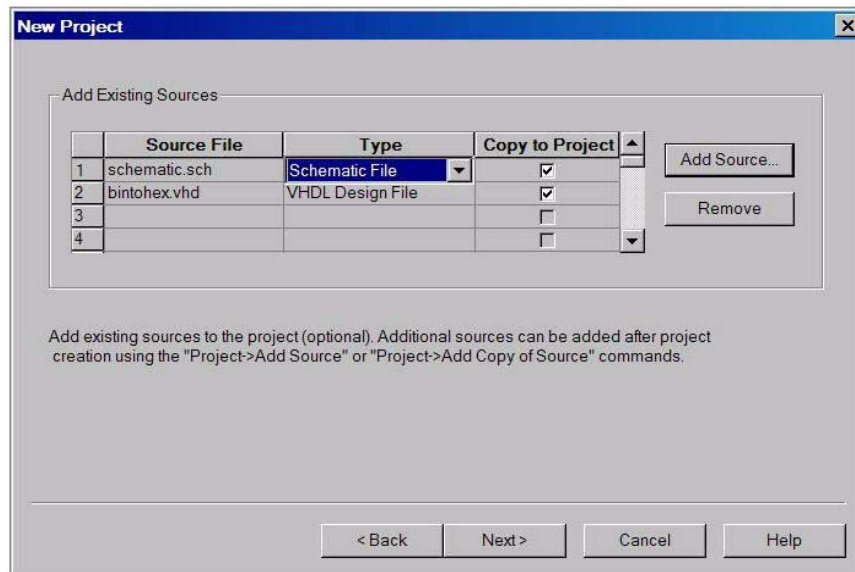 New Project
Add Existing Sources
Source File Type Copy to Project
1 schematic.sch Schematic File
2 bintohex.vhd VHDL Design File
3
4
Add Source...
Remove
Add existing sources to the project (optional). Additional sources can be added after project
creation using the "Project->Add Source" or "Project->Add Copy of Source" commands.
< Back Next > Cancel Help